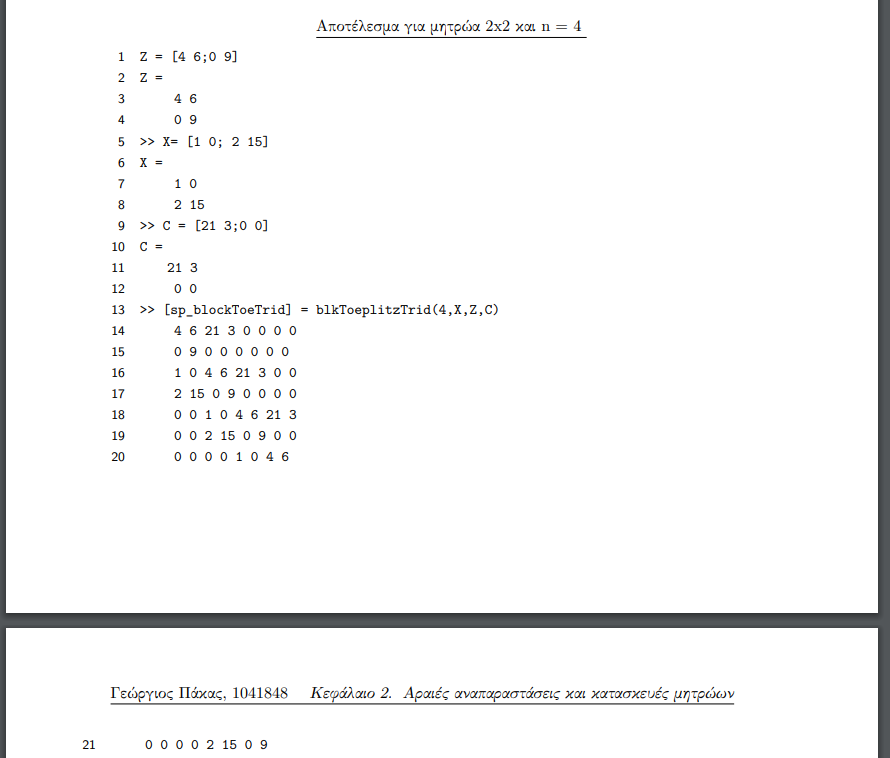 Αποτέλεσμα για μητρώα 2x2 και n = 4
1 Z = [4 6;0 9]
2 Z =
3 4 6
4 0 9
5 >> X= [1 0; 2 15]
6 X =
7 1 0
8 2 15
9 >> C = [21 3;0 0]
10 C =
11 21 3
12 0 0
13 >> [sp_blockToeTrid] = blkToeplitzTrid(4,X,Z,C)
14 4 6 21 3 0 0 0 0
15 0 9 0 0 0 0 0 0
16 1 0 4 6 21 3 0 0
17 2 15 0 9 0 0 0 0
18 0 0 1 0 4 6 21 3
19 0 0 2 15 0 9 0 0
20 0 0 0 0 1 0 4 6
Γεώργιος Πάκας, 1041848 Κεφάλαιο 2. Αραιές αναπαραστάσεις και κατασκευές μητρώων
21 0 0 0 0 2 15 0 9